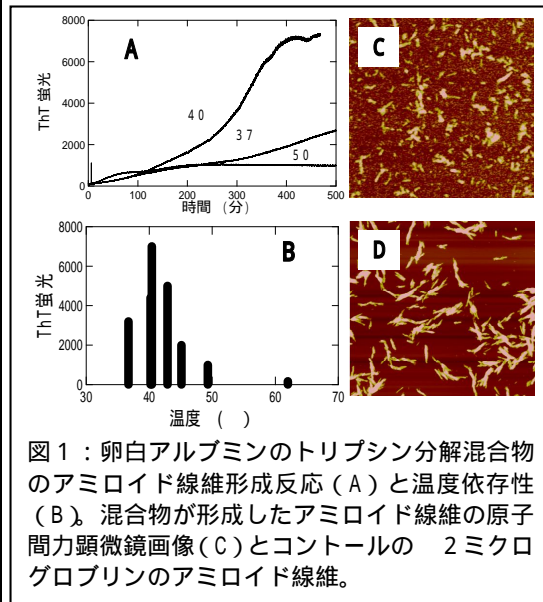 A
ThT 蛍光
8000
6000
4000
2000
0
40
37
50
0 100 200 300 400 500
時間 (分)
B
ThT蛍光
8000
6000
4000
2000
0
30 40 50 60 70
温度 ( )
C
D
図1：卵白アルブミンのトリプシン分解混合物
のアミロイド線維形成反応(A)と温度依存性
(B)。混合物が形成したアミロイド線維の原子
間力顕微鏡画像(C)とコントールの 2ミクロ
グロブリンのアミロイド線維。